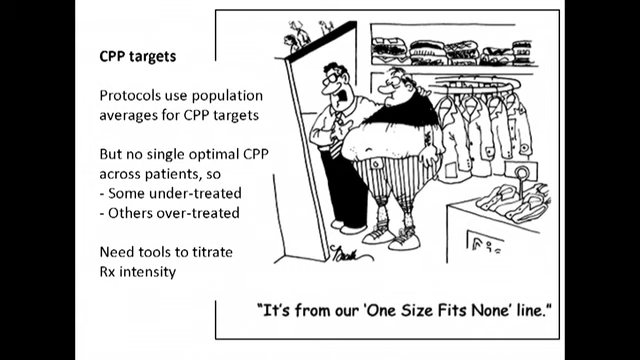 CPP targets
Protocols use population
averages for CPP targets
But no single optimal CPP
across patients, so
- Some under-treated
- Others over-treated
Need tools to titrate
Rx intensity
"It's from our 'One Size Fits None' line."